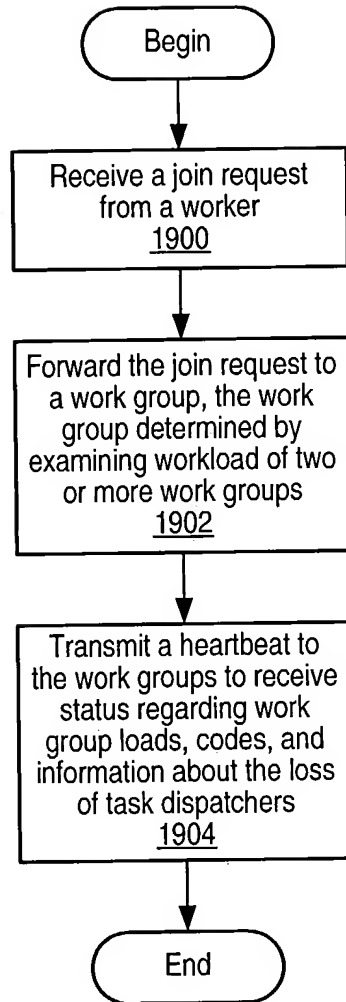 Begin
Receive a join request
from a worker
1900
Forward the join request to
a work group, the work
group determined by
examining workload of two
or more work groups
1902
Transmit a heartbeat to
the work groups to receive
status regarding work
group loads, codes, and
information about the loss
of task dispatchers
1904
End